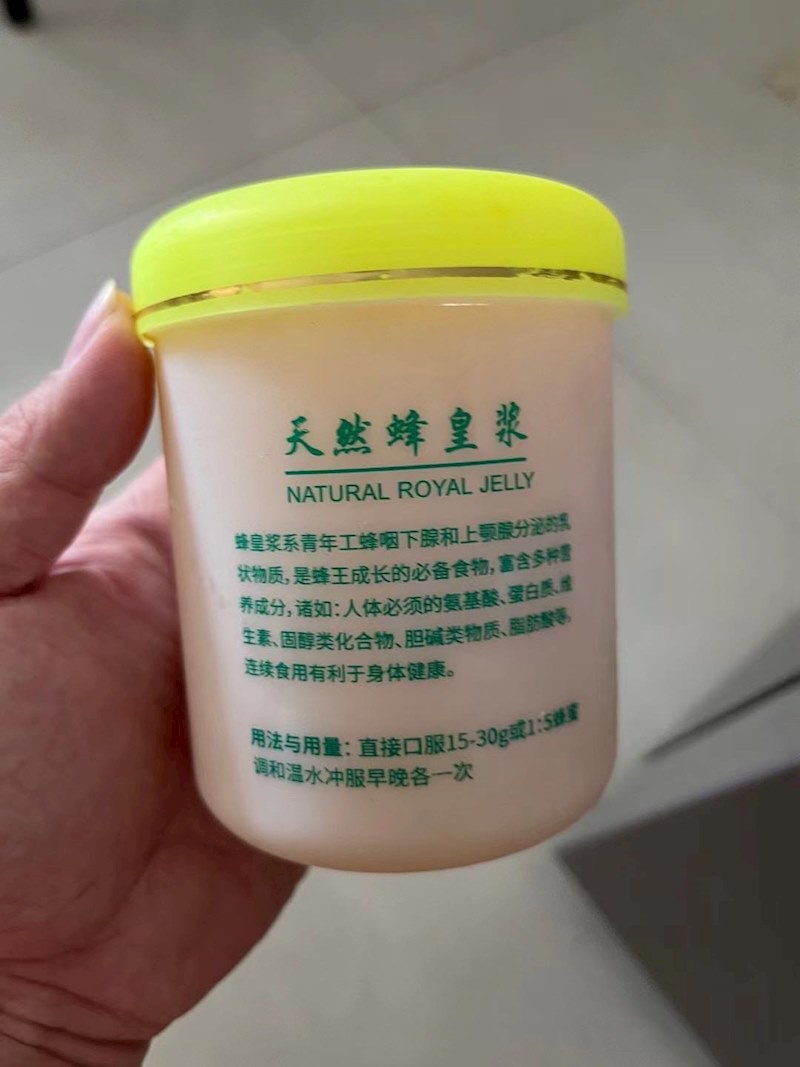 天然蜂皇浆
NATURAL ROYAL JELLY
蜂皇浆系青年工蜂咽下腺和上颚腺分泌的乳
状物质,是蜂王成长的必备食物,富含多种营
养成分,诸如:人体必须的氨基酸、蛋白质、维
生素、固醇类化合物、胆碱类物质、脂肪酸等,
连续食用有利于身体健康。
用法与用量:直接口服15-30g或1:5蜂蜜
调和温水冲服早晚各一次